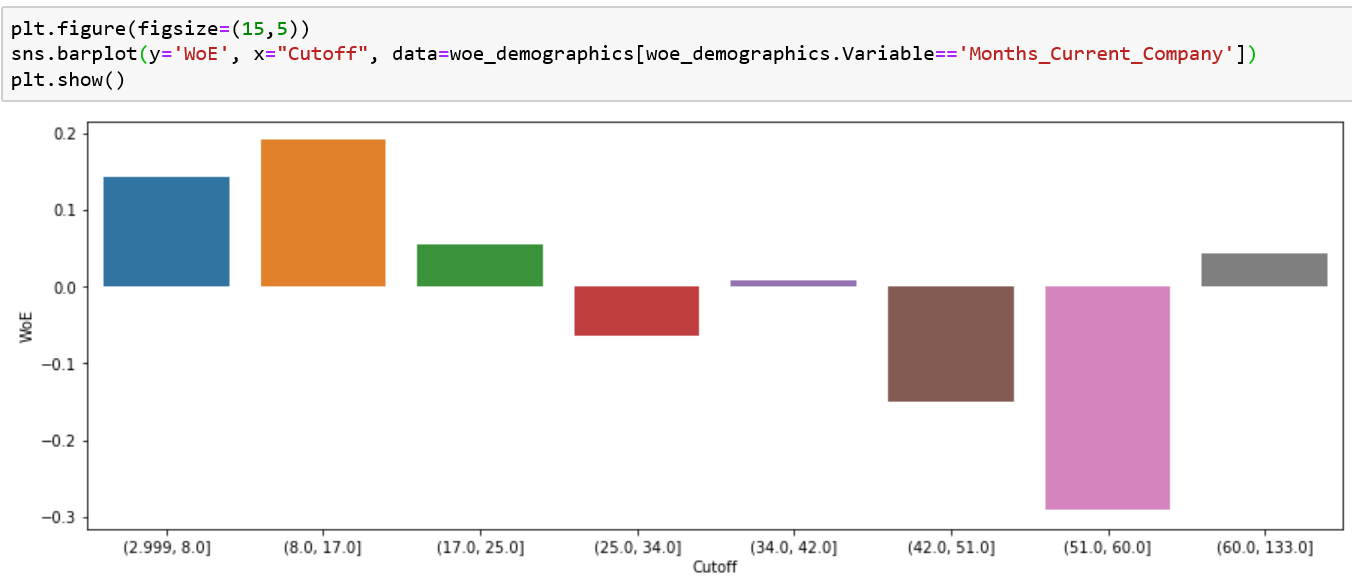 plt.figure(figsize=(15,5))
sns.barplot(y='WoE', x="Cutoff", data=woe_demographics[woe_demographics.Variable=='Months_Current_Company'])
plt.show()
0.2
0.1
0.0
−0.1
−0.2
−0.3
WoE
(2.999, 8.0] (8.0, 17.0] (17.0, 25.0] (25.0, 34.0] (34.0, 42.0] (42.0, 51.0] (51.0, 60.0] (60.0, 133.0]
Cutoff